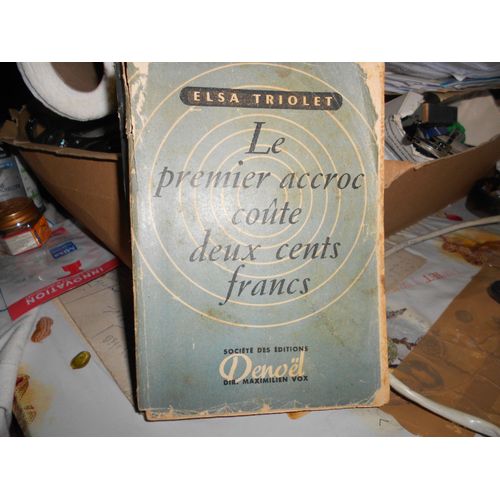 ELSA TRIOLET
Le
premier accroc
coûte
deux cents
francs
SOCIÉTÉ DES ÉDITIONS
Denoël
DIR. MAXIMILIEN VOX
INNOVATION